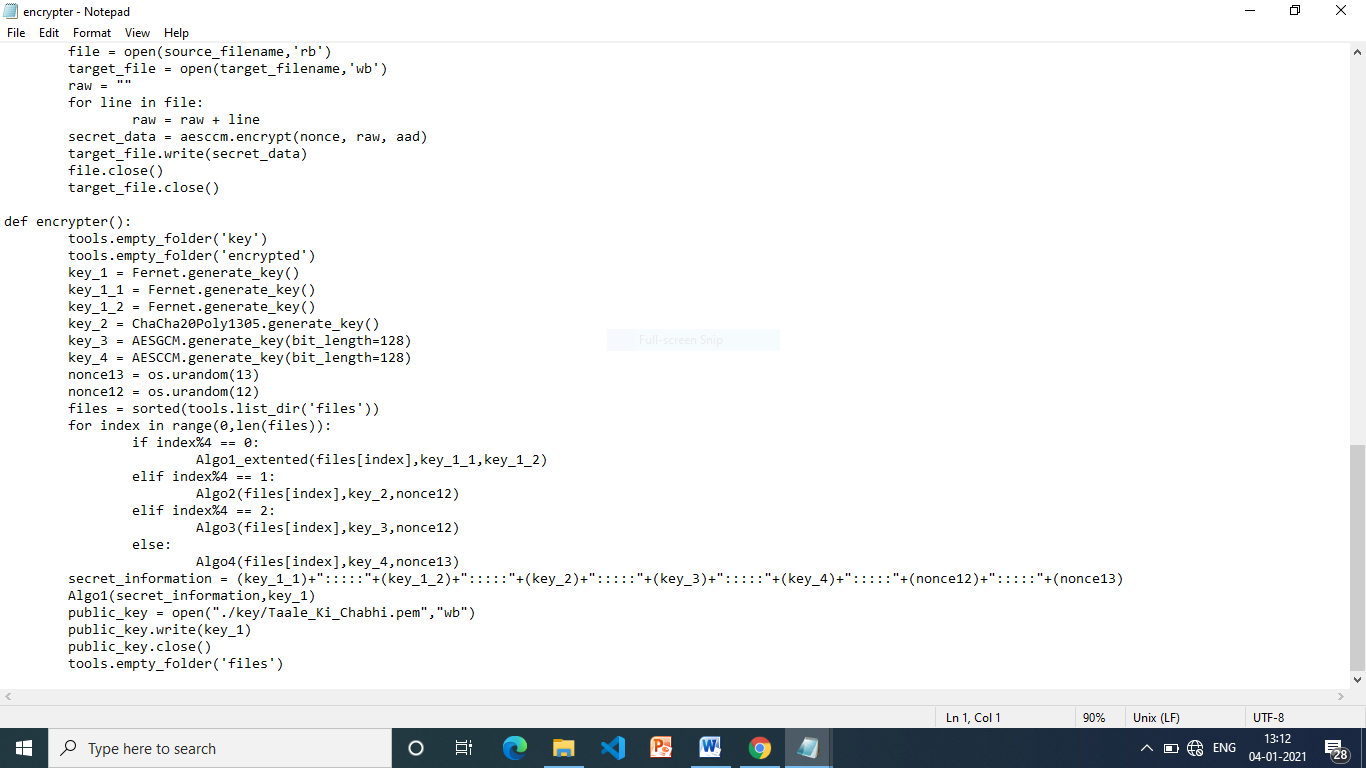 encrypter - Notepad
File Edit Format View Help
file = open(source_filename,'rb')
target_file = open(target_filename,'wb')
raw = ""
for line in file:
raw = raw + line
secret_data = aesccm.encrypt(nonce, raw, aad)
target_file.write(secret_data)
file.close()
target_file.close()
def encrypter():
tools.empty_folder('key')
tools.empty_folder('encrypted')
key_1 = Fernet.generate_key()
key_1_1 = Fernet.generate_key()
key_1_2 = Fernet.generate_key()
key_2 = ChaCha20Poly1305.generate_key()
key_3 = AESGCM.generate_key(bit_length=128)
key_4 = AESCCM.generate_key(bit_length=128)
nonce13 = os.urandom(13)
nonce12 = os.urandom(12)
files = sorted(tools.list_dir('files'))
for index in range(0,len(files)):
if index%4 == 0:
Algo1_extented(files[index],key_1_1,key_1_2)
elif index%4 == 1:
Algo2(files[index],key_2,nonce12)
elif index%4 == 2:
Algo3(files[index],key_3,nonce12)
else:
Algo4(files[index],key_4,nonce13)
secret_information = (key_1_1)+":::::"+(key_1_2)+":::::"+(key_2)+":::::"+(key_3)+":::::"+(key_4)+":::::"+(nonce12)+":::::"+(nonce13)
Algo1(secret_information,key_1)
public_key = open("./key/Taale_Ki_Chabhi.pem","wb")
public_key.write(key_1)
public_key.close()
tools.empty_folder('files')
Full-screen Snip
Ln 1, Col 1 90% Unix (LF) UTF-8
Type here to search
ENG
13:12
04-01-2021
28